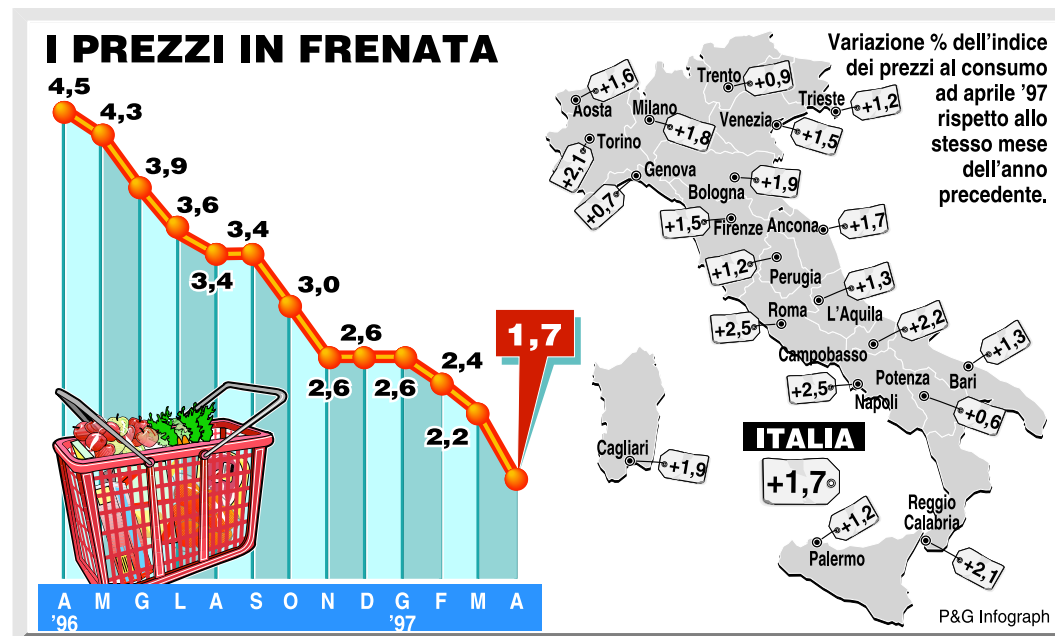 I PREZZI IN FRENATA
4,5
4,3
3,9
3,6
3,4
3,4
3,0
2,6
2,6
2,6
2,4
2,2
1,7
A M G L A S O N D G F M A
'96 '97
Variazione % dell'indice
dei prezzi al consumo
ad aprile '97
rispetto allo
stesso mese
dell'anno
precedente.
Aosta +1,6
Trento +0,9
Trieste +1,2
Milano +1,8
Venezia +1,5
Torino +2,1
Genova +0,7
Bologna +1,9
Firenze +1,5
Ancona +1,7
Perugia +1,2
L'Aquila +1,3
Roma +2,5
Campobasso +2,2
Bari +1,3
Napoli +2,5
Potenza +0,6
Cagliari +1,9
ITALIA
+1,7
Reggio
Calabria
+2,1
Palermo +1,2
P&G Infograph